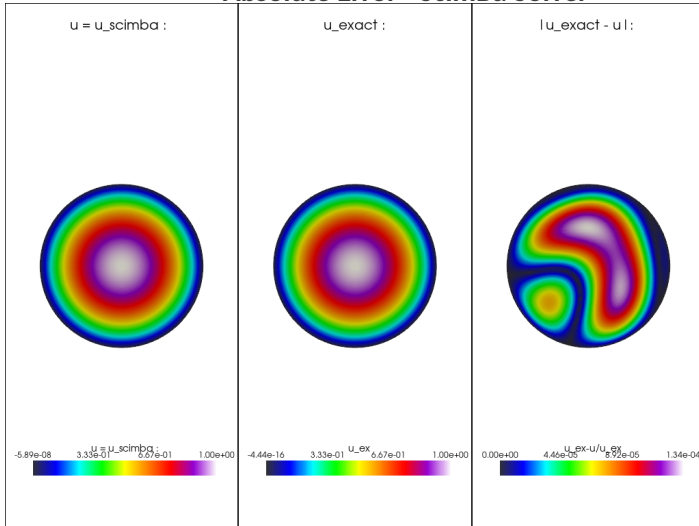 u = u_scimba :
u_exact :
|u_exact - u|:
u = u_scimba :
-5.89e-08 3.33e-01 6.67e-01 1.00e+00
u_ex
-4.44e-16 3.33e-01 6.67e-01 1.00e+00
u_ex-u/u_ex
0.00e+00 4.46e-05 8.92e-05 1.34e-04